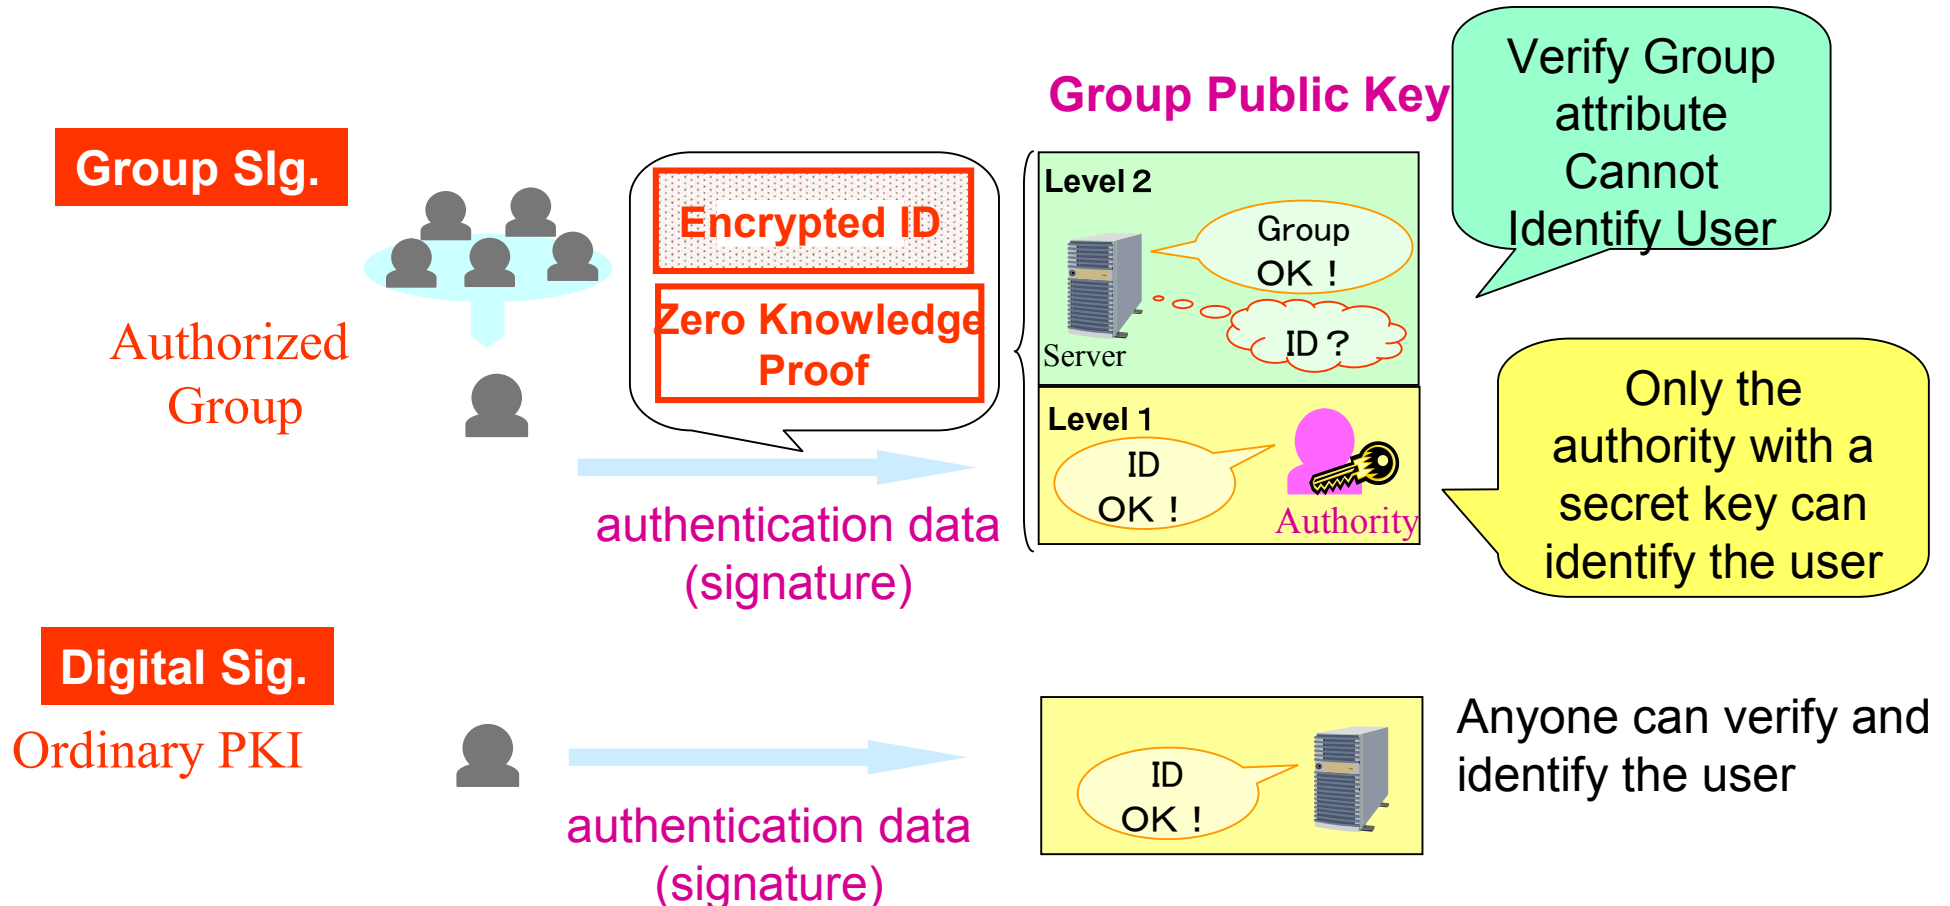 Group SIg.
Authorized
Group
Encrypted ID
Zero Knowledge
Proof
authentication data
(signature)
Group Public Key
Level 2
Group
OK !
ID ?
Server
Level 1
ID
OK !
Authority
Verify Group
attribute
Cannot
Identify User
Only the
authority with a
secret key can
identify the user
Digital Sig.
Ordinary PKI
authentication data
(signature)
ID
OK !
Anyone can verify and
identify the user